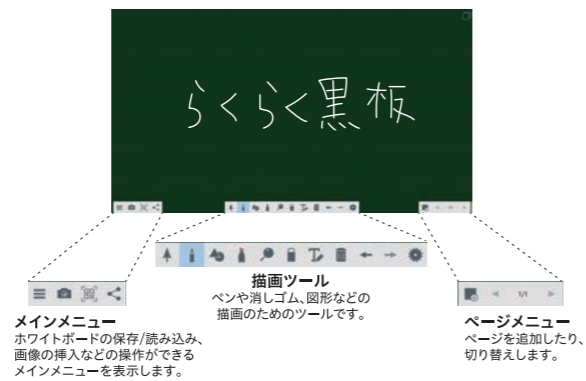 らくらく黒板
描画ツール
ペンや消しゴム、図形などの
描画のためのツールです。
1/1
メインメニュー
ホワイトボードの保存/読み込み、
画像の挿入などの操作ができる
メインメニューを表示します。
ページメニュー
ページを追加したり、
切り替えします。